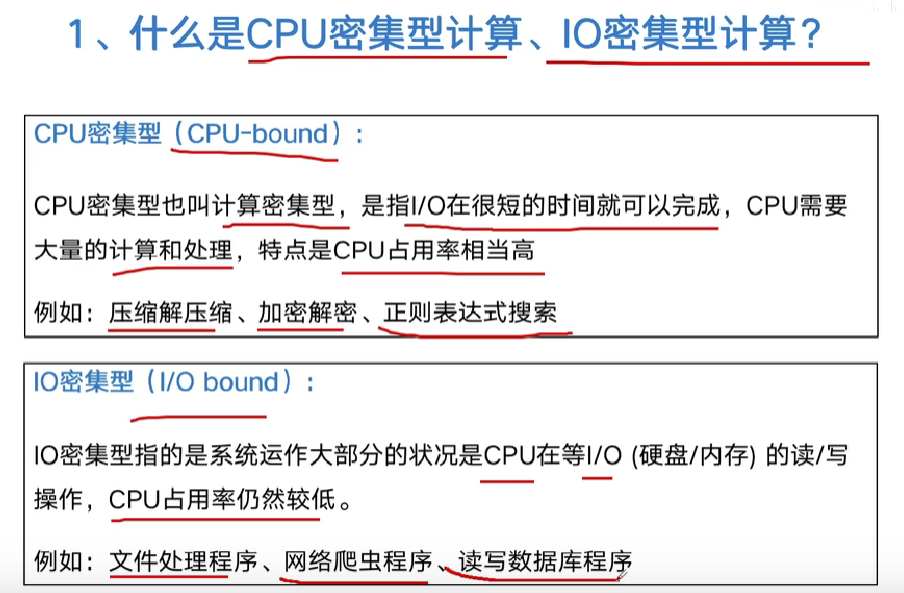 1、什么是CPU密集型计算、IO密集型计算？
CPU密集型（CPU-bound）：
CPU密集型也叫计算密集型，是指I/O在很短的时间就可以完成，CPU需要
大量的计算和处理，特点是CPU占用率相当高
例如：压缩解压缩、加密解密、正则表达式搜索
IO密集型（I/O bound）：
IO密集型指的是系统运作大部分的状况是CPU在等I/O (硬盘/内存) 的读/写
操作，CPU占用率仍然较低。
例如：文件处理程序、网络爬虫程序、读写数据库程序